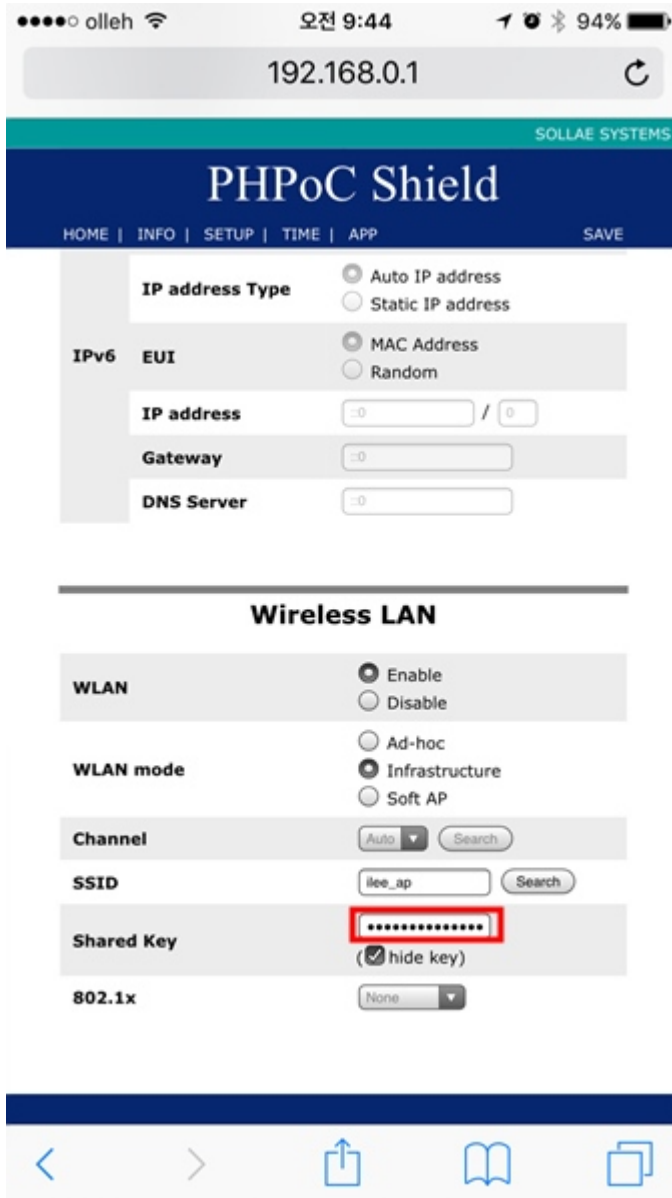 olleh 오전 9:44 94%
192.168.0.1
SOLLAE SYSTEMS
PHPoC Shield
HOME | INFO | SETUP | TIME | APP SAVE
IPv6
IP address Type
Auto IP address
Static IP address
EUI
MAC Address
Random
IP address ::0 / 0
Gateway ::0
DNS Server ::0
Wireless LAN
WLAN
Enable
Disable
WLAN mode
Ad-hoc
Infrastructure
Soft AP
Channel Auto Search
SSID ilee_ap Search
Shared Key ••••••••••••••
(hide key)
802.1x None